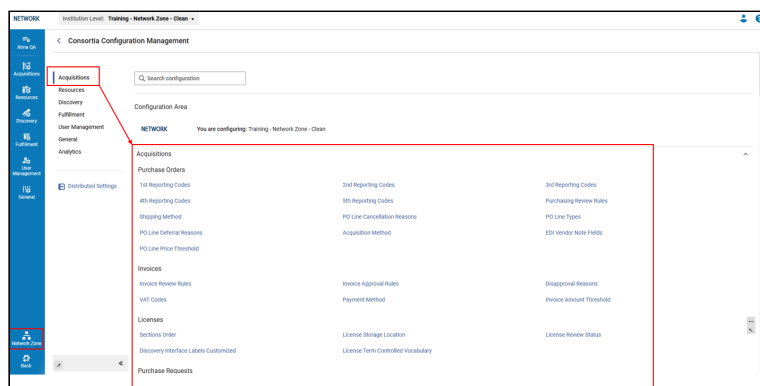 NETWORK
Institution Level: Training - Network Zone - Clean
Alma QA
Acquisitions
Resources
Discovery
Fulfillment
User Management
General
Network Zone
Back
< Consortia Configuration Management
Acquisitions
Resources
Discovery
Fulfillment
User Management
General
Analytics
Distributed Settings
Search configuration
Configuration Area
NETWORK You are configuring: Training - Network Zone - Clean
Acquisitions
Purchase Orders
1st Reporting Codes 2nd Reporting Codes 3rd Reporting Codes
4th Reporting Codes 5th Reporting Codes Purchasing Review Rules
Shipping Method PO Line Cancellation Reasons PO Line Types
PO Line Deferral Reasons Acquisition Method EDI Vendor Note Fields
PO Line Price Threshold
Invoices
Invoice Review Rules Invoice Approval Rules Disapproval Reasons
VAT Codes Payment Method Invoice Amount Threshold
Licenses
Sections Order License Storage Location License Review Status
Discovery Interface Labels Customized License Term Controlled Vocabulary
Purchase Requests